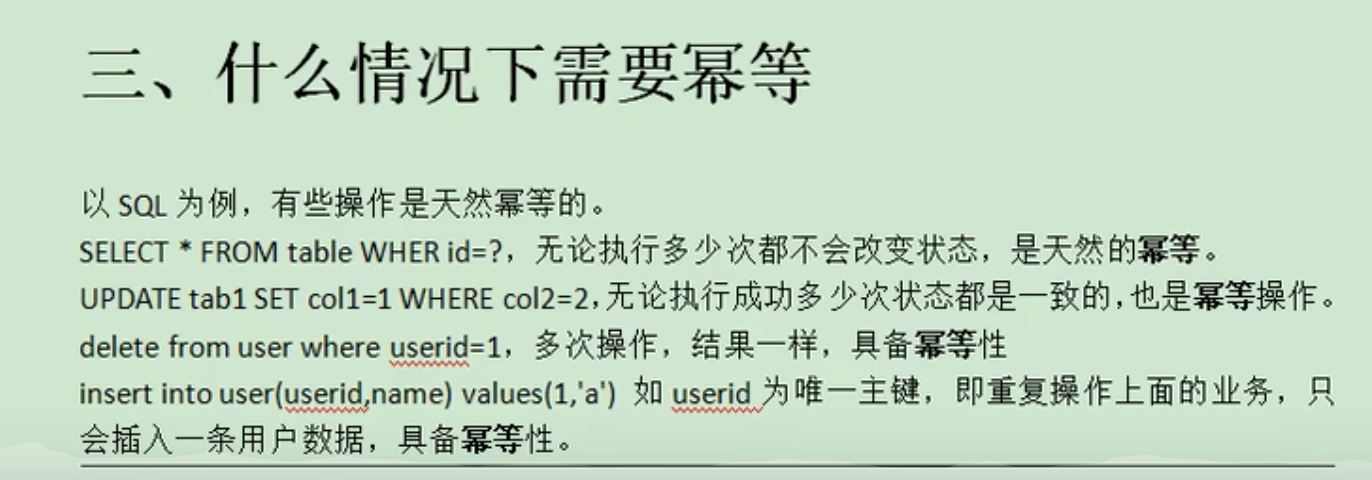 三、什么情况下需要幂等
以 SQL 为例，有些操作是天然幂等的。
SELECT * FROM table WHER id=?，无论执行多少次都不会改变状态，是天然的幂等。
UPDATE tab1 SET col1=1 WHERE col2=2,无论执行成功多少次状态都是一致的,也是幂等操作。
delete from user where userid=1，多次操作，结果一样，具备幂等性
insert into user(userid,name) values(1,'a') 如 userid 为唯一主键，即重复操作上面的业务，只
会插入一条用户数据，具备幂等性。